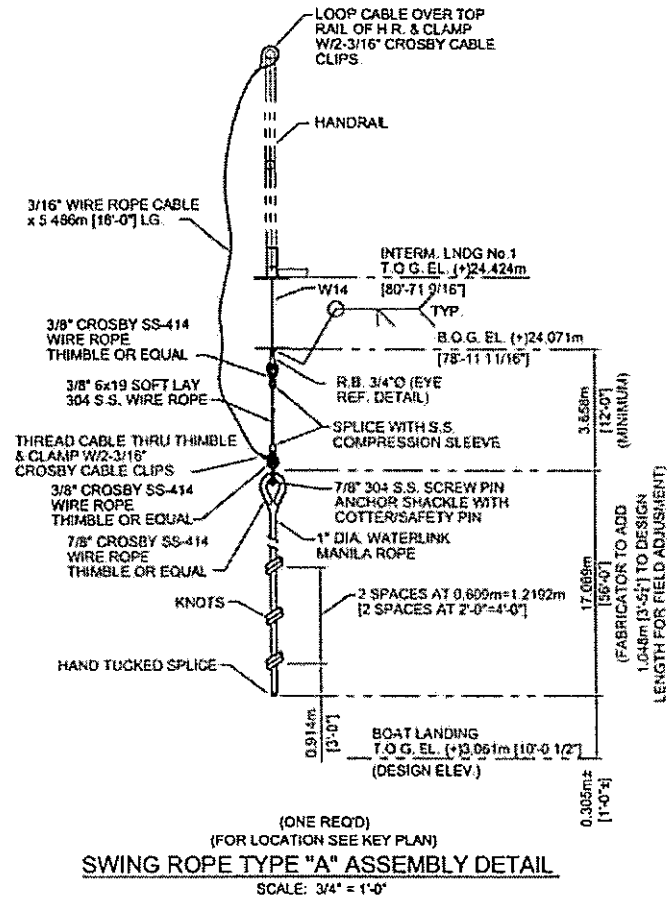 LOOP CABLE OVER TOP
RAIL OF H.R. & CLAMP
W/2-3/16" CROSBY CABLE
CLIPS.
HANDRAIL
3/16" WIRE ROPE CABLE
x 5.486m [18'-0"] LG.
INTERM. LNDG No.1
T.O.G. EL. (+)24.424m
[80'-71 9/16"]
W14
TYP.
B.O.G. EL. (+)24.071m
[78'-11 11/16"]
3/8" CROSBY SS-414
WIRE ROPE
THIMBLE OR EQUAL
R.B. 3/4"O (EYE
REF. DETAIL)
3/8" 6x19 SOFT LAY
304 S.S. WIRE ROPE
SPLICE WITH S.S.
COMPRESSION SLEEVE
3.658m
[12'-0"]
(MINIMUM)
THREAD CABLE THRU THIMBLE
& CLAMP W/2-3/16"
CROSBY CABLE CLIPS
3/8" CROSBY SS-414
WIRE ROPE
THIMBLE OR EQUAL
7/8" 304 S.S. SCREW PIN
ANCHOR SHACKLE WITH
COTTER/SAFETY PIN
7/8" CROSBY SS-414
WIRE ROPE
THIMBLE OR EQUAL
1" DIA. WATERLINK
MANILA ROPE
2 SPACES AT 0.609m=1.2192m
[2 SPACES AT 2'-0"=4'-0"]
KNOTS
HAND TUCKED SPLICE
17.069m
[56'-0"]
(FABRICATOR TO ADD
1.048m [3'-5¼"] TO DESIGN
LENGTH FOR FIELD ADJUSMENT)
0.914m
[3'-0"]
BOAT LANDING
T.O.G. EL. (+)3.061m [10'-0 1/2"]
(DESIGN ELEV.)
0.305m±
[1'-0"±]
(ONE REQ'D)
(FOR LOCATION SEE KEY PLAN)
SWING ROPE TYPE "A" ASSEMBLY DETAIL
SCALE: 3/4" = 1'-0"